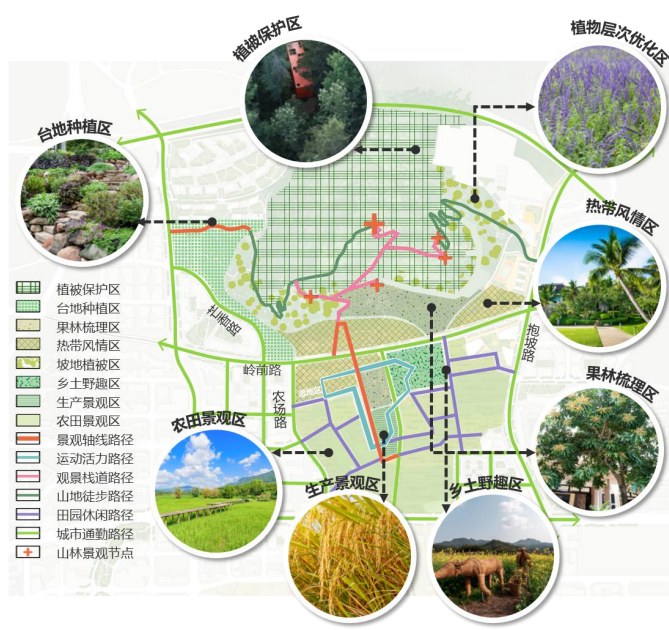 植被保护区
植物层次优化区
台地种植区
热带风情区
植被保护区
台地种植区
果林梳理区
热带风情区
坡地植被区
乡土野趣区
生产景观区
农田景观区
景观轴线路径
运动活力路径
观景栈道路径
山地徒步路径
田园休闲路径
城市通勤路径
山林景观节点
岭前路
农场路
抱坡路
果林梳理区
农田景观区
生产景观区
乡土野趣区